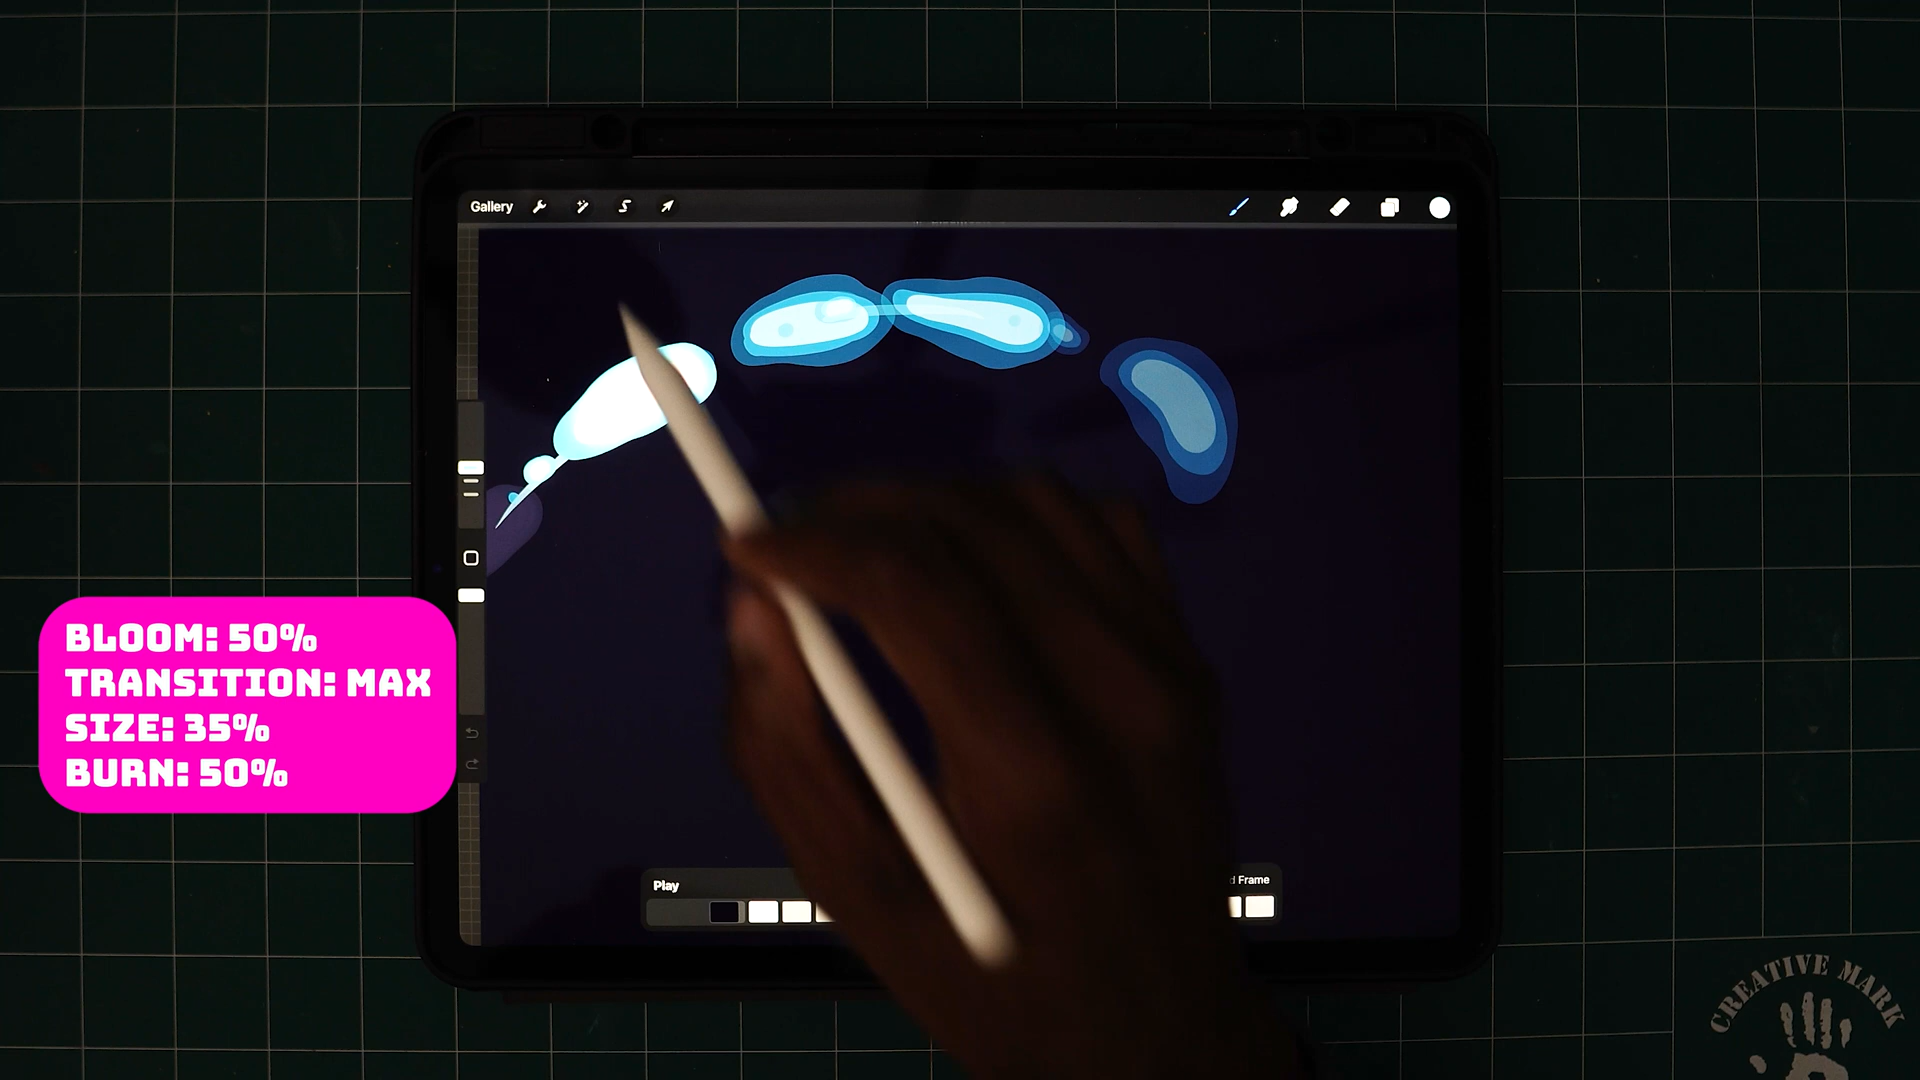 Gallery
BLOOM: 50%
TRANSITION: MAX
SIZE: 35%
BURN: 50%
Play
d Frame
CREATIVE MARK